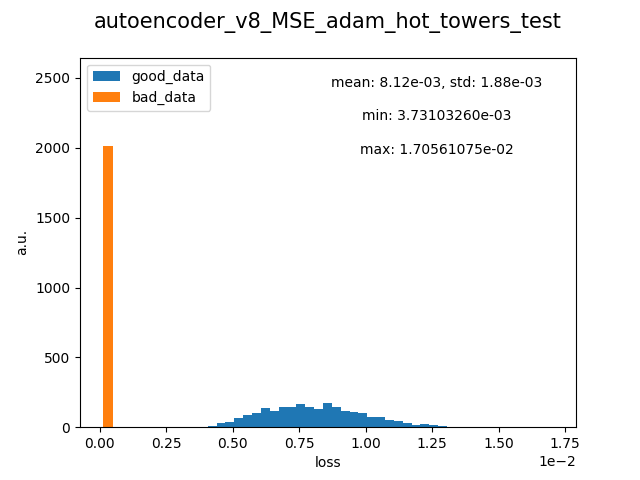 autoencoder_v8_MSE_adam_hot_towers_test
good_data
bad_data
mean: 8.12e-03, std: 1.88e-03
min: 3.73103260e-03
max: 1.70561075e-02
2500
2000
1500
1000
500
0
a.u.
0.00
0.25
0.50
0.75
1.00
1.25
1.50
1.75
loss
1e−2